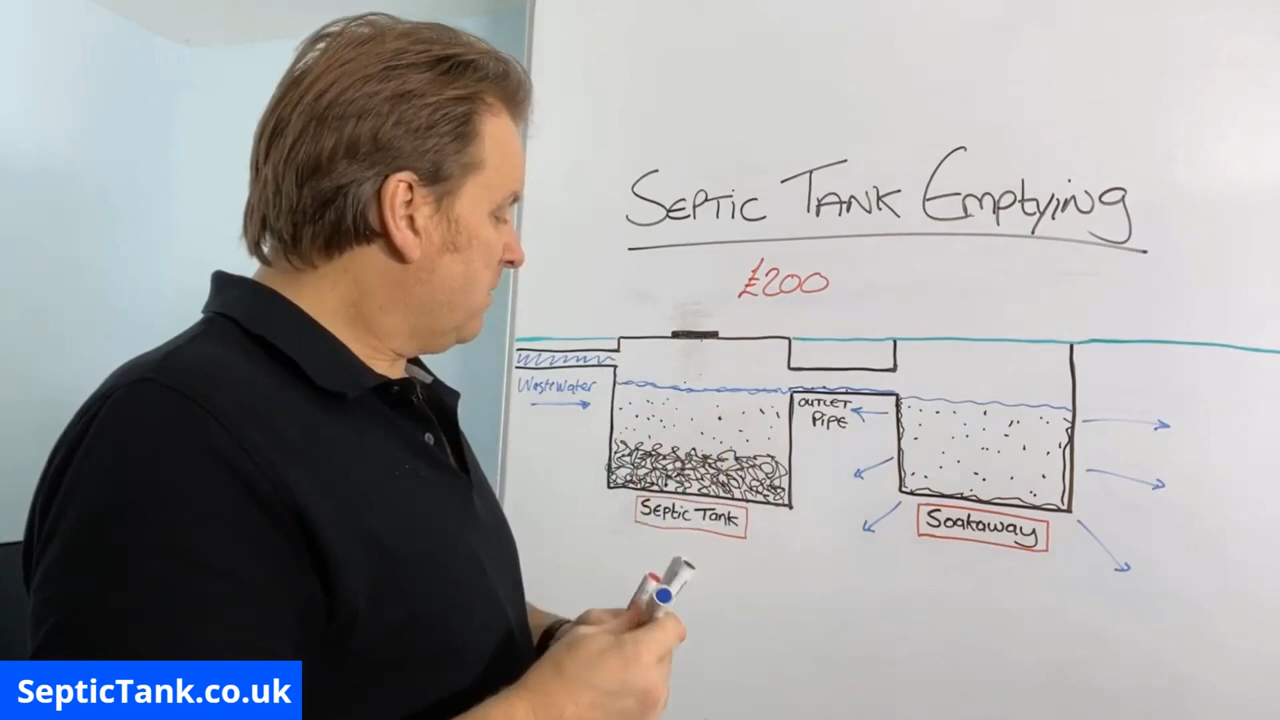 SEPTIC TANK EmptyING
£200
Wastewater
OUTLET
PIPE
SEPtic TANK
Soakaway
SepticTank.co.uk